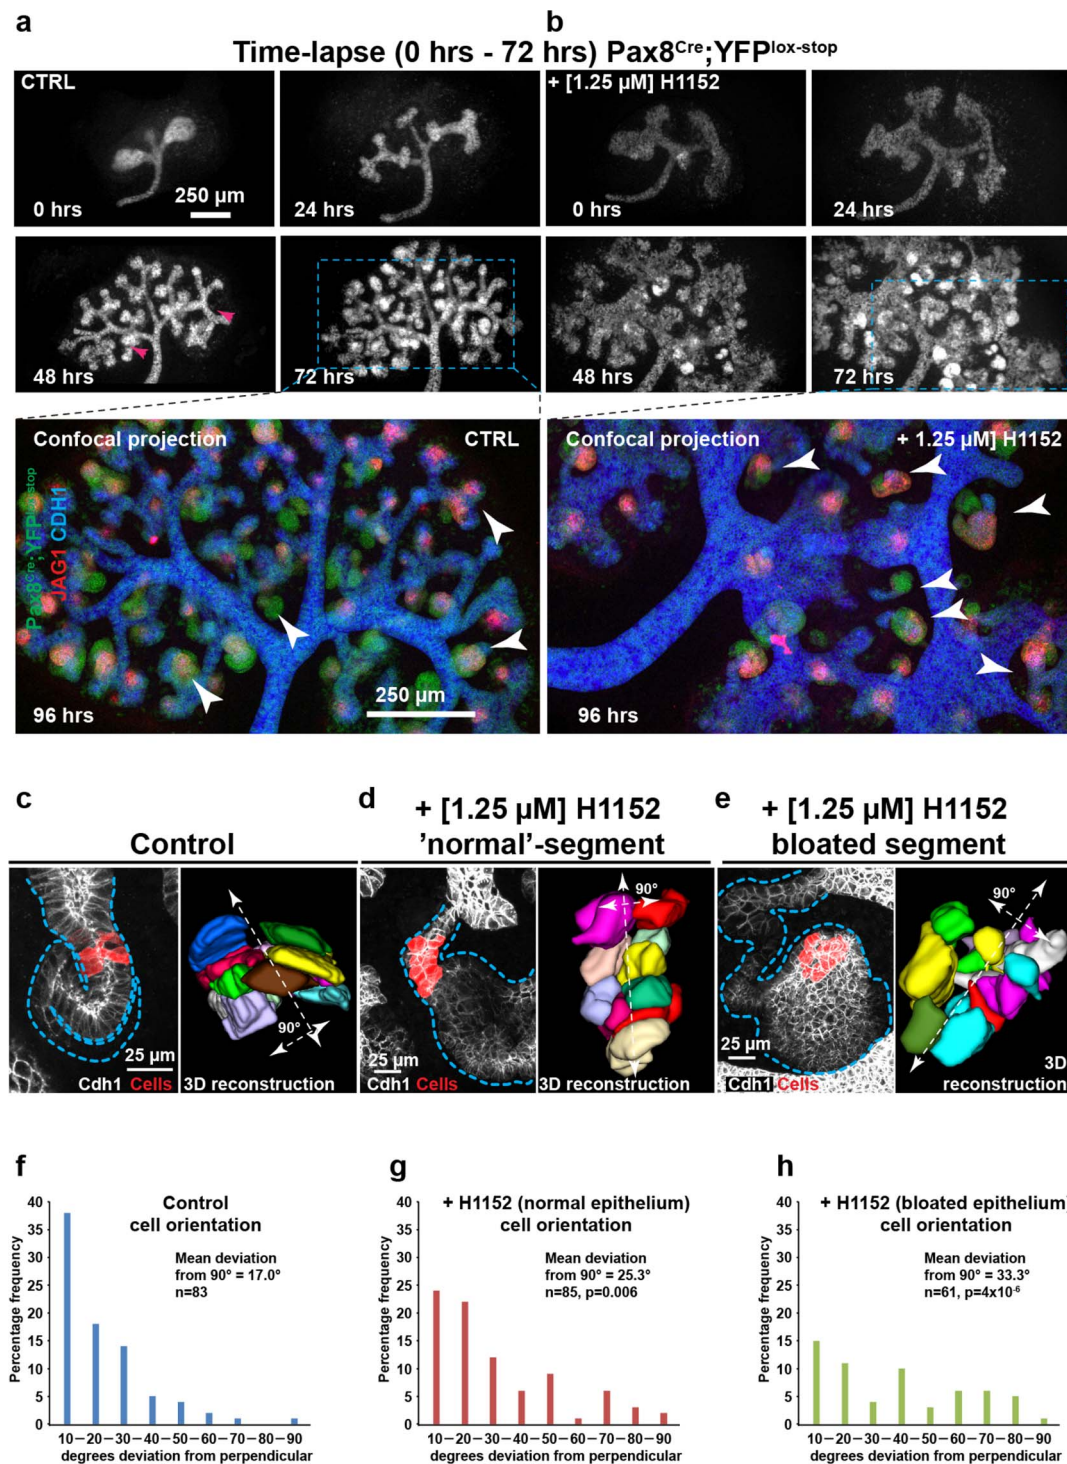 a
b
Time-lapse (0 hrs - 72 hrs) Pax8Cre;YFPlox-stop
CTRL
0 hrs
250 µm
24 hrs
+ [1.25 µM] H1152
0 hrs
24 hrs
48 hrs
72 hrs
48 hrs
72 hrs
Pax8Cre;YFPlox-stop
JAG1 CDH1
Confocal projection
CTRL
96 hrs
250 µm
Confocal projection
+ 1.25 µM] H1152
96 hrs
c
Control
d
+ [1.25 µM] H1152
'normal'-segment
e
+ [1.25 µM] H1152
bloated segment
25 µm
Cdh1 Cells
90°
3D reconstruction
25 µm
Cdh1 Cells
90°
3D reconstruction
25 µm
Cdh1 Cells
90°
3D
reconstruction
f
Control
cell orientation
Mean deviation
from 90° = 17.0°
n=83
Percentage frequency
40
35
30
25
20
15
10
5
0
10–20–30–40–50–60–70–80–90
degrees deviation from perpendicular
g
+ H1152 (normal epithelium)
cell orientation
Mean deviation
from 90° = 25.3°
n=85, p=0.006
Percentage frequency
40
35
30
25
20
15
10
5
0
10–20–30–40–50–60–70–80–90
degrees deviation from perpendicular
h
+ H1152 (bloated epithelium)
cell orientation
Mean deviation
from 90° = 33.3°
n=61, p=4x10-6
Percentage frequency
40
35
30
25
20
15
10
5
0
10–20–30–40–50–60–70–80–90
degrees deviation from perpendicular